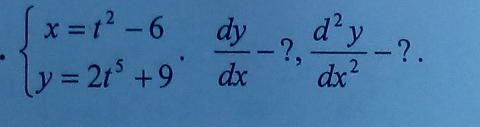 . { x = t² − 6
y = 2t⁵ + 9 . dy/dx − ?, d²y/dx² − ? .